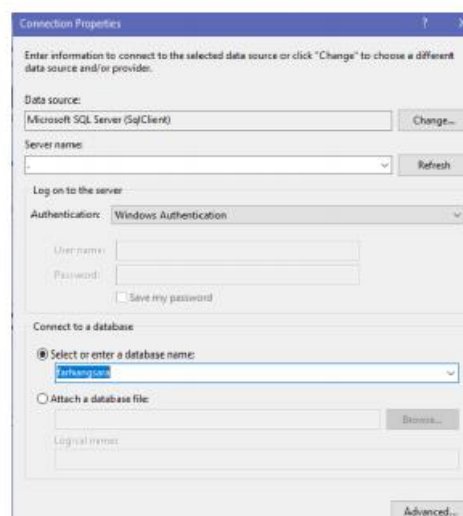 Connection Properties ?
Enter information to connect to the selected data source or click "Change" to choose a different
data source and/or provider.
Data source:
Microsoft SQL Server (SqlClient) Change...
Server name:
. Refresh
Log on to the server
Authentication: Windows Authentication
User name:
Password:
Save my password
Connect to a database
Select or enter a database name:
farhangsara
Attach a database file:
Browse...
Logical name:
Advanced...